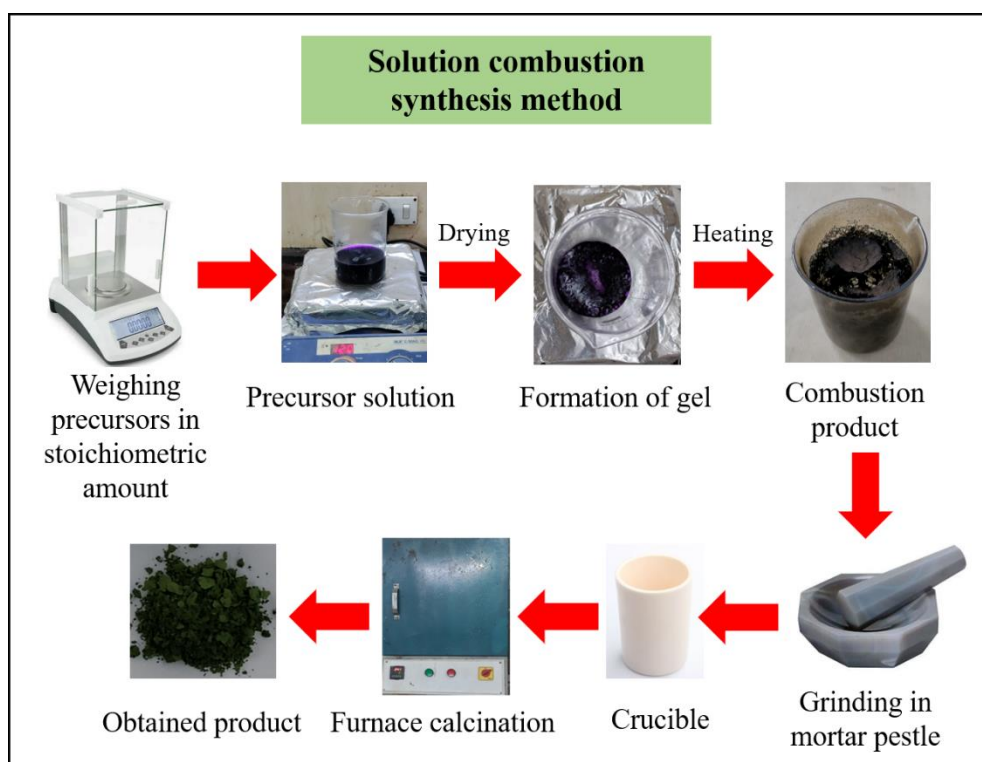 Solution combustion
synthesis method
Weighing
precursors in
stoichiometric
amount
Precursor solution
Drying
Formation of gel
Heating
Combustion
product
Grinding in
mortar pestle
Crucible
Furnace calcination
Obtained product